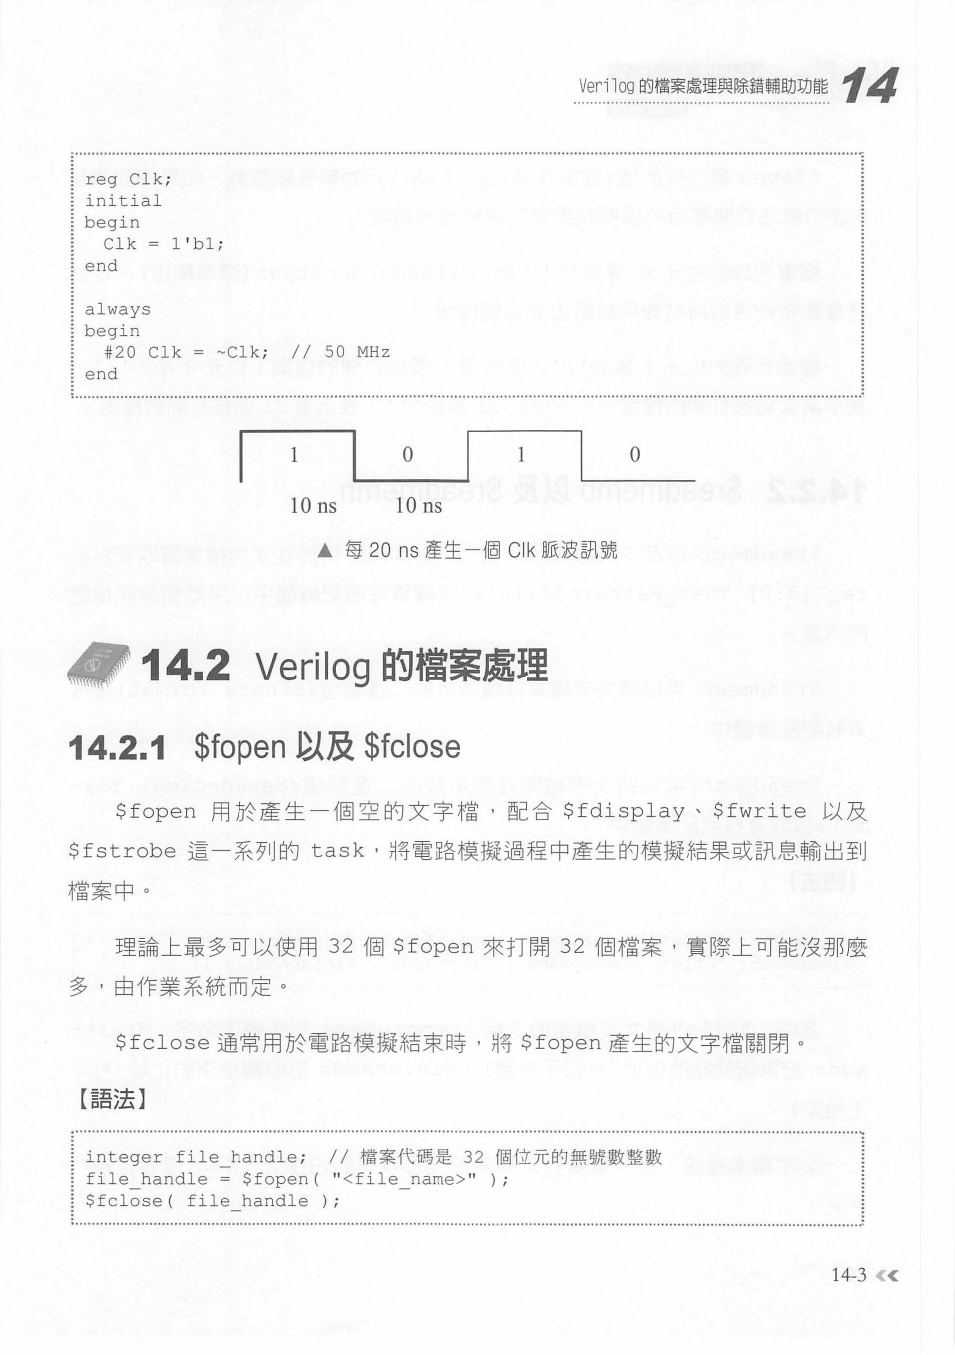 Verilog 的檔案處理與除錯輔助功能 14
reg Clk;
initial
begin
Clk = 1'b1;
end
always
begin
#20 Clk = ~Clk; // 50 MHz
end
1 0 1 0
10 ns 10 ns
▲ 每 20 ns 產生一個 Clk 脈波訊號
14.2 Verilog 的檔案處理
14.2.1 $fopen 以及 $fclose
$fopen 用於產生一個空的文字檔，配合 $fdisplay、$fwrite 以及
$fstrobe 這一系列的 task，將電路模擬過程中產生的模擬結果或訊息輸出到
檔案中。
理論上最多可以使用 32 個 $fopen 來打開 32 個檔案，實際上可能沒那麼
多，由作業系統而定。
$fclose 通常用於電路模擬結束時，將 $fopen 產生的文字檔關閉。
【語法】
integer file_handle; // 檔案代碼是 32 個位元的無號數整數
file_handle = $fopen( "<file_name>" );
$fclose( file_handle );
14-3 «